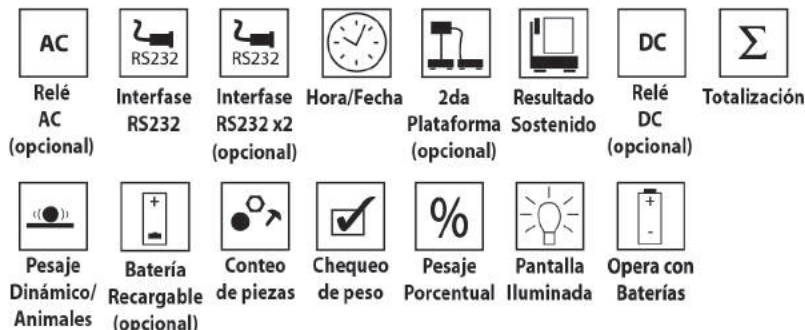 AC
Relé
AC
(opcional)
RS232
Interfase
RS232
RS232
Interfase
RS232 x2
(opcional)
Hora/Fecha
2da
Plataforma
(opcional)
Resultado
Sostenido
DC
Relé
DC
(opcional)
Σ
Totalización
Pesaje
Dinámico/
Animales
+
Batería
Recargable
(opcional)
Conteo
de piezas
Chequeo
de peso
%
Pesaje
Porcentual
Pantalla
Iluminada
+
-
Opera con
Baterías